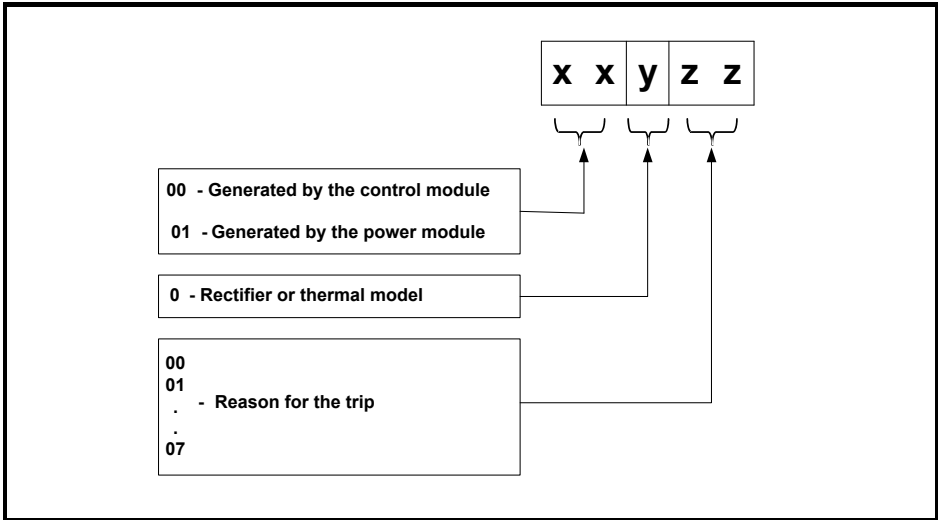 x x y z z
00 - Generated by the control module
01 - Generated by the power module
0 - Rectifier or thermal model
00
01
. - Reason for the trip
.
07